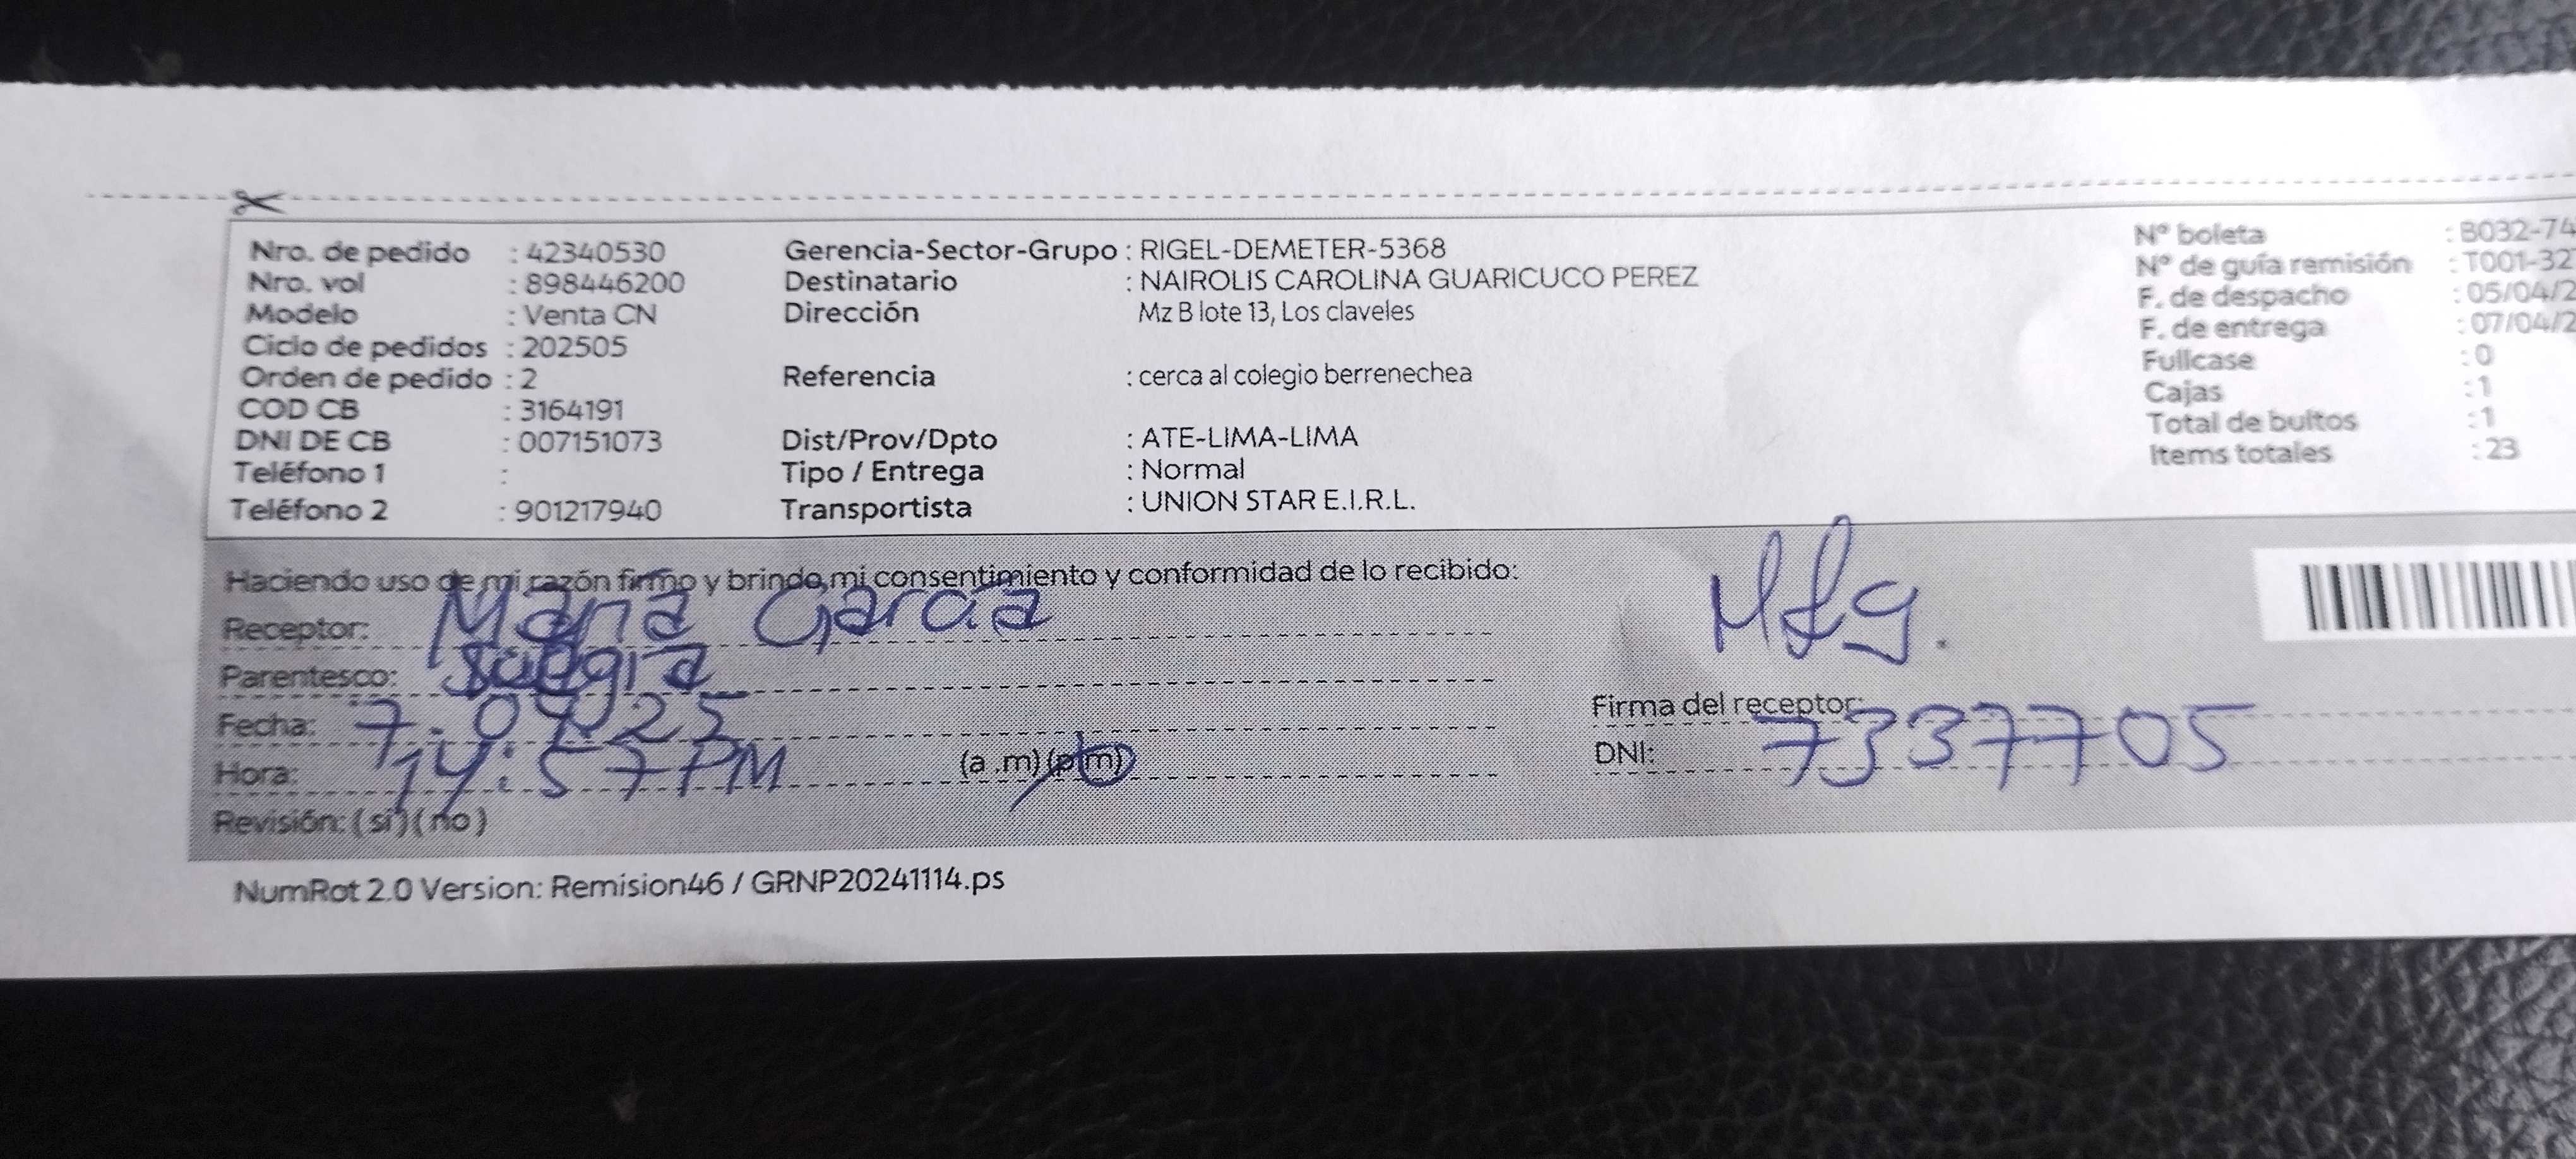 Nro. de pedido : 42340530
Nro. vol : 898446200
Modelo : Venta CN
Ciclo de pedidos : 202505
Orden de pedido : 2
COD CB : 3164191
DNI DE CB : 007151073
Teléfono 1 :
Teléfono 2 : 901217940
Gerencia-Sector-Grupo : RIGEL-DEMETER-5368
Destinatario : NAIROLIS CAROLINA GUARICUCO PEREZ
Dirección Mz B lote 13, Los claveles
Referencia : cerca al colegio berrenechea
Dist/Prov/Dpto : ATE-LIMA-LIMA
Tipo / Entrega : Normal
Transportista : UNION STAR E.I.R.L.
Nº boleta : B032-74
Nº de guía remisión : T001-32
F. de despacho : 05/04/2
F. de entrega : 07/04/2
Fullcase : 0
Cajas : 1
Total de bultos : 1
Items totales : 23
Haciendo uso de mi razón firmo y brindo mi consentimiento y conformidad de lo recibido:
Receptor: Maria Garcia
Parentesco: suegra
Fecha: 7-04-25
Hora: 14:57 PM (a .m) (p .m)
Revisión: (si) (no)
Firma del receptor:
DNI: 7337705
NumRot 2.0 Version: Remision46 / GRNP20241114.ps